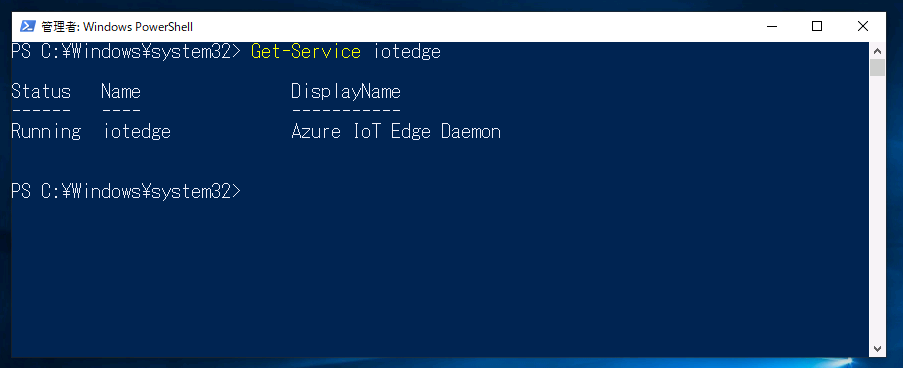 管理者: Windows PowerShell
PS C:¥Windows¥system32> Get-Service iotedge
Status   Name               DisplayName
------   ----               -----------
Running  iotedge            Azure IoT Edge Daemon
PS C:¥Windows¥system32>